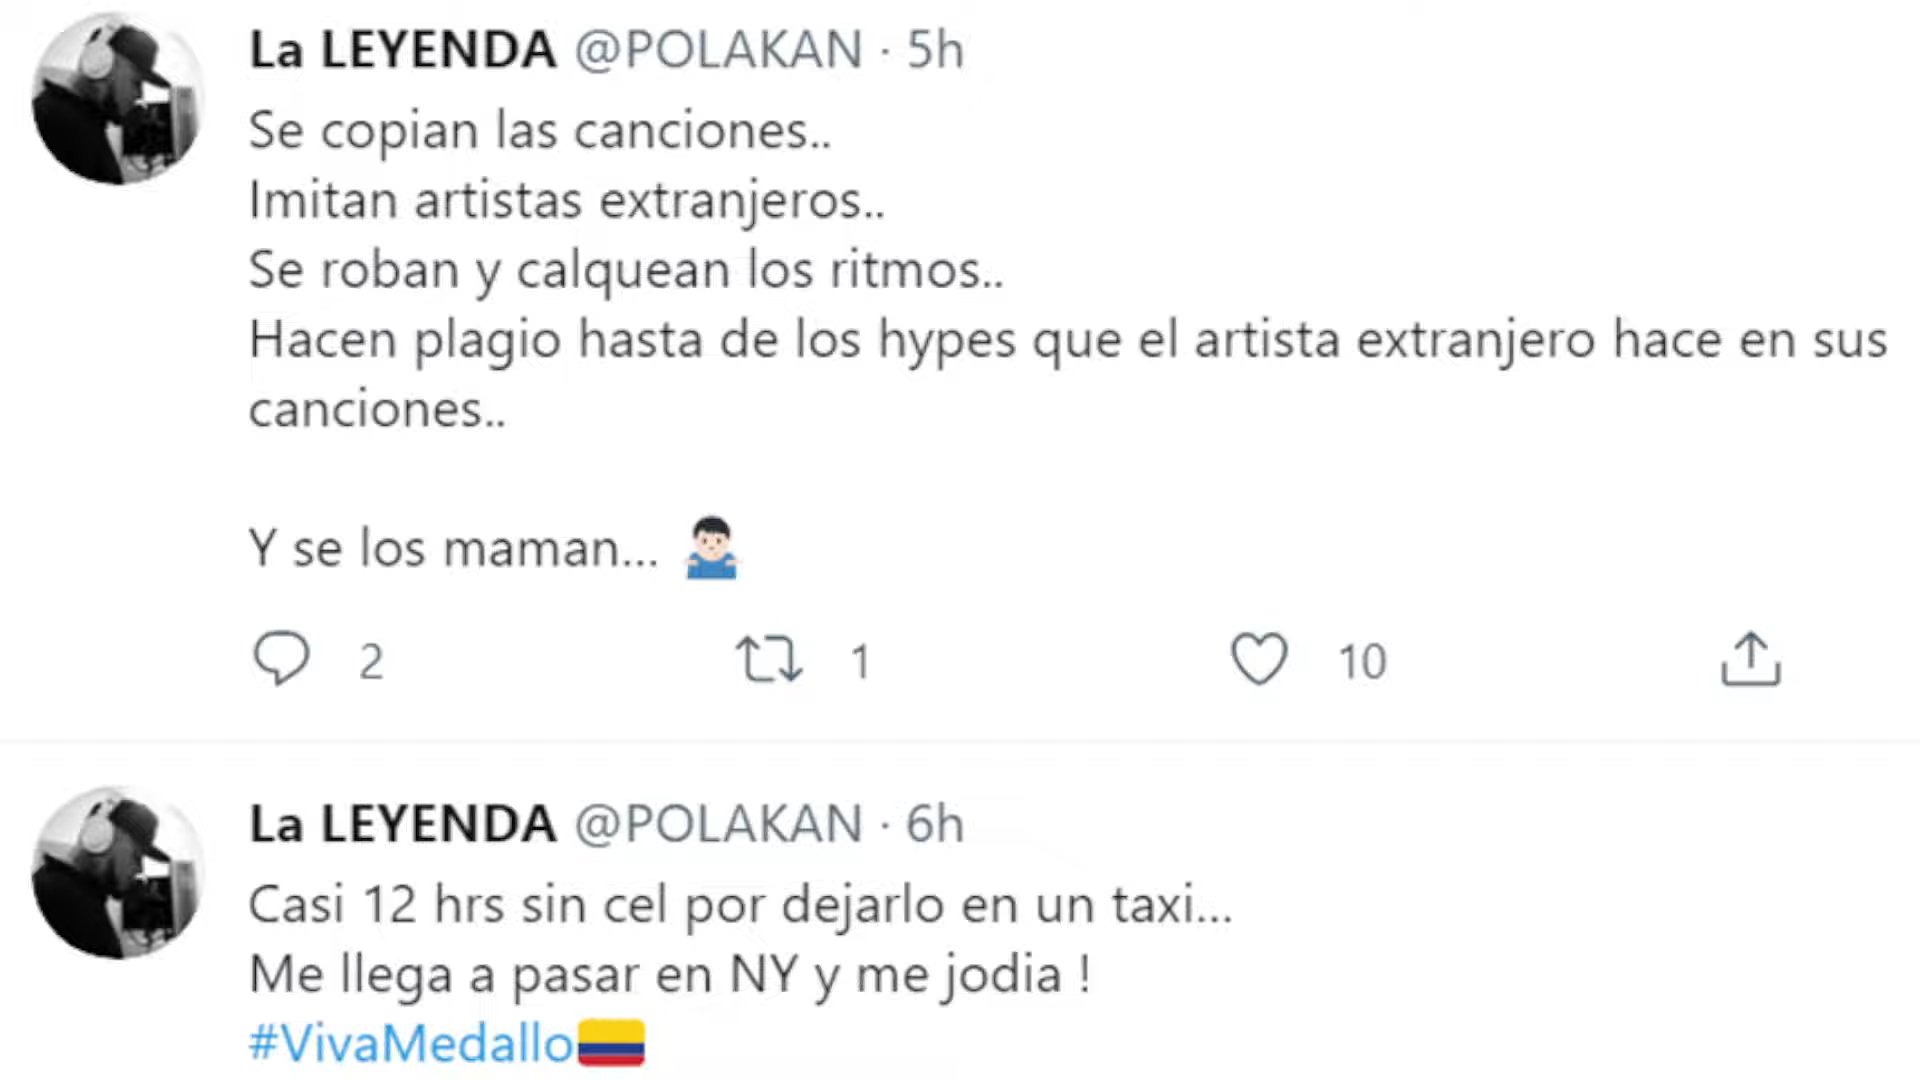 La LEYENDA @POLAKAN · 5h
Se copian las canciones..
Imitan artistas extranjeros..
Se roban y calquean los ritmos..
Hacen plagio hasta de los hypes que el artista extranjero hace en sus
canciones..
Y se los maman...
2 1 10
La LEYENDA @POLAKAN · 6h
Casi 12 hrs sin cel por dejarlo en un taxi...
Me llega a pasar en NY y me jodia !
#VivaMedallo